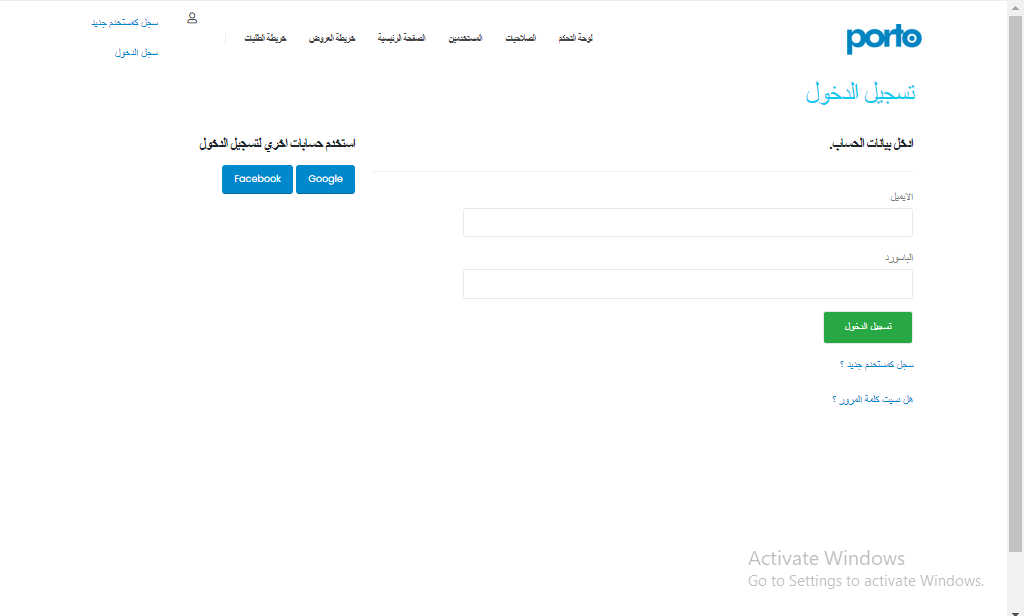 porto
لوحة التحكم
الصلاحيات
المستخدمين
الصفحة الرئيسية
خريطة العروض
خريطة الطلبات
سجل كمستخدم جديد
سجل الدخول
تسجيل الدخول
ادخل بيانات الحساب.
الايميل
الباسورد
تسجيل الدخول
سجل كمستخدم جديد ؟
هل نسيت كلمة المرور ؟
استخدم حسابات اخري لتسجيل الدخول
Google
Facebook
Activate Windows
Go to Settings to activate Windows.